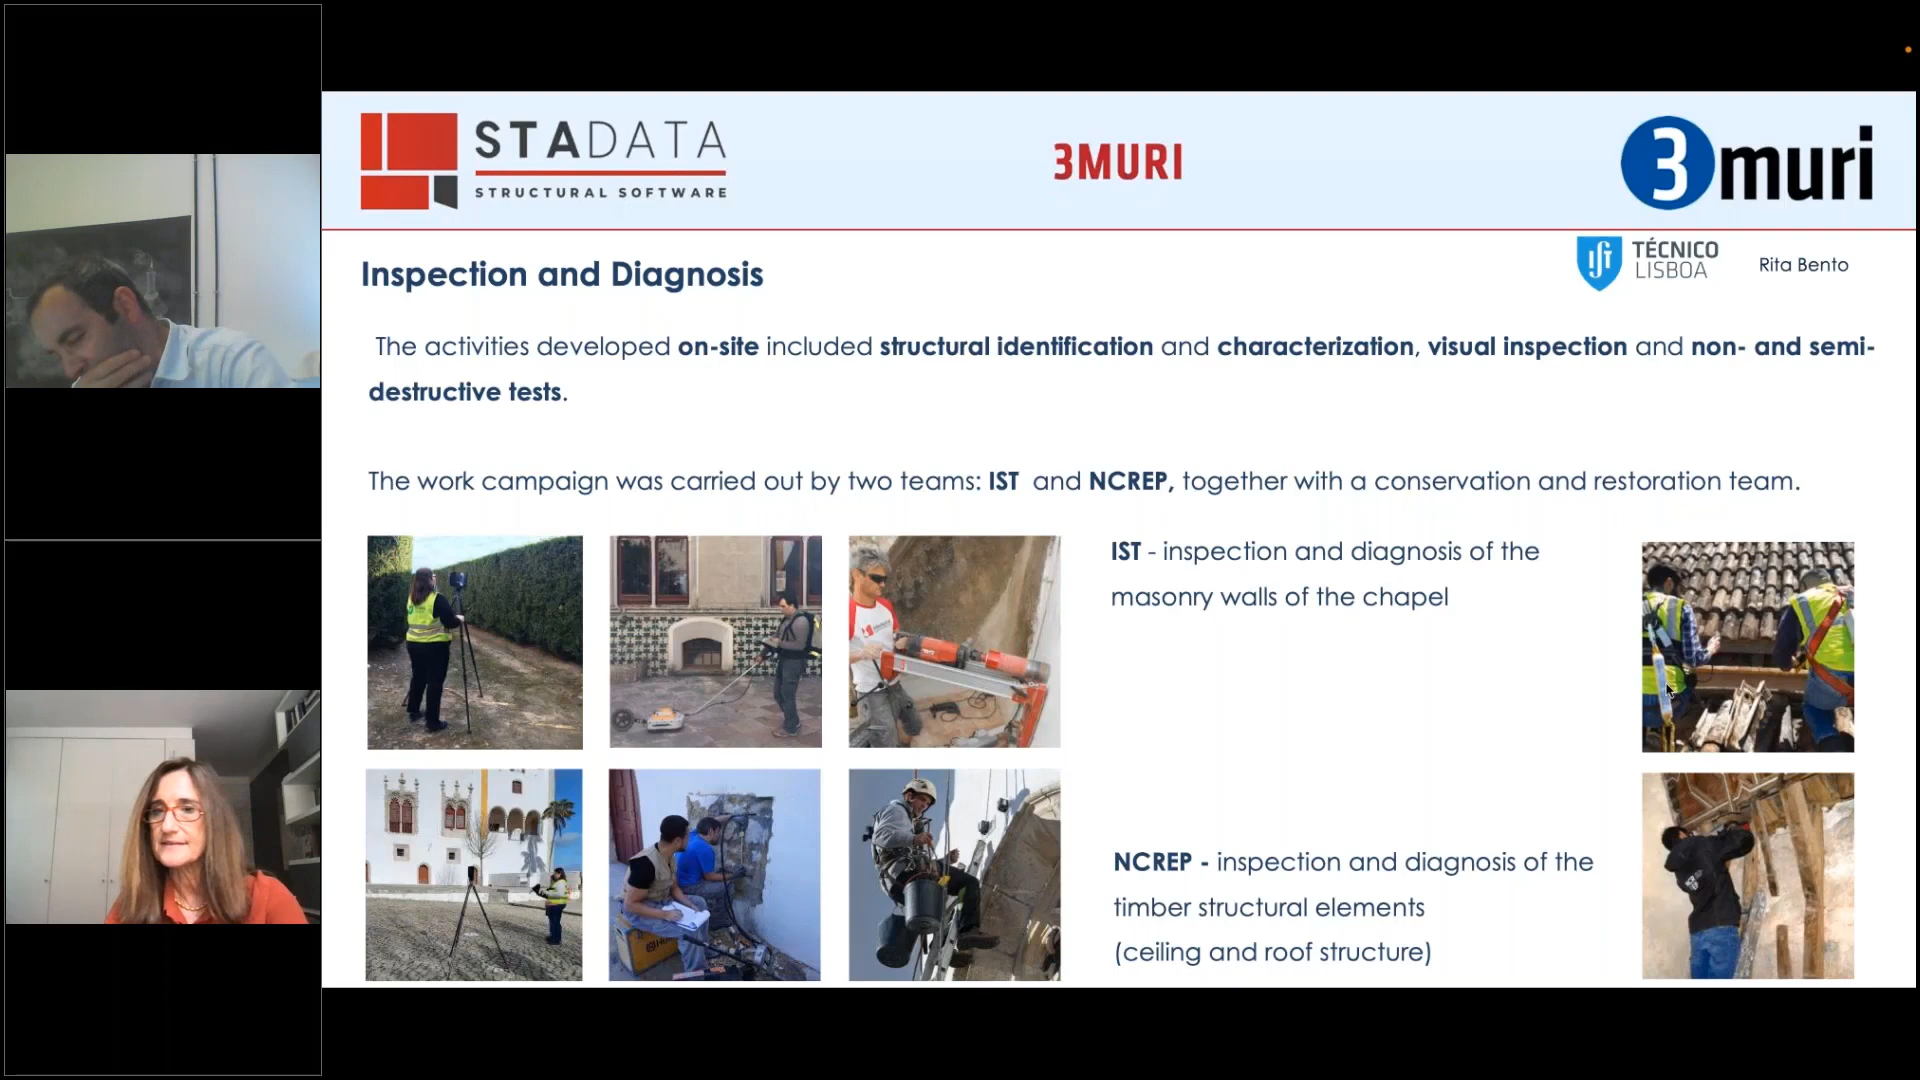 STADATA
STRUCTURAL SOFTWARE
3MURI
3muri
TÉCNICO
LISBOA
Rita Bento
Inspection and Diagnosis
The activities developed on-site included structural identification and characterization, visual inspection and non- and semi-
destructive tests.
The work campaign was carried out by two teams: IST and NCREP, together with a conservation and restoration team.
IST - inspection and diagnosis of the
masonry walls of the chapel
NCREP - inspection and diagnosis of the
timber structural elements
(ceiling and roof structure)